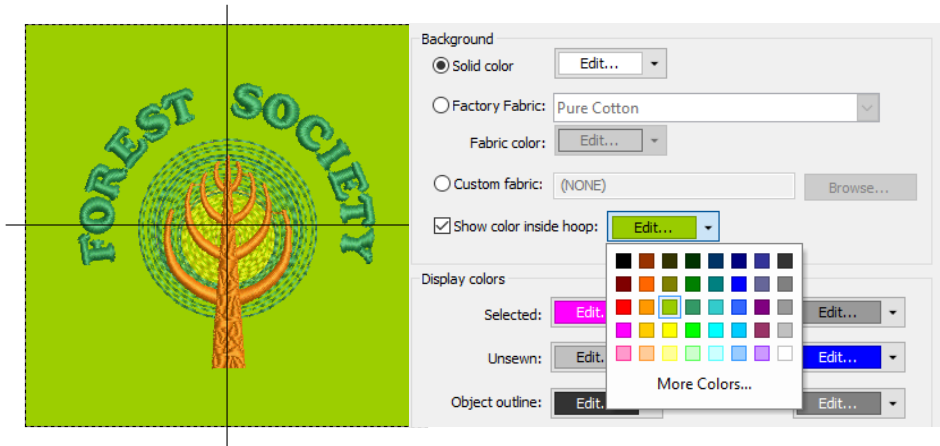 FOREST SOCIETY
Background
Solid color
Edit...
Factory Fabric:
Pure Cotton
Fabric color:
Edit...
Custom fabric:
(NONE)
Browse...
Show color inside hoop:
Edit...
Display colors
Selected:
Edit.
Edit...
Unsewn:
Edit.
Edit...
More Colors...
Object outline:
Edit.
Edit...